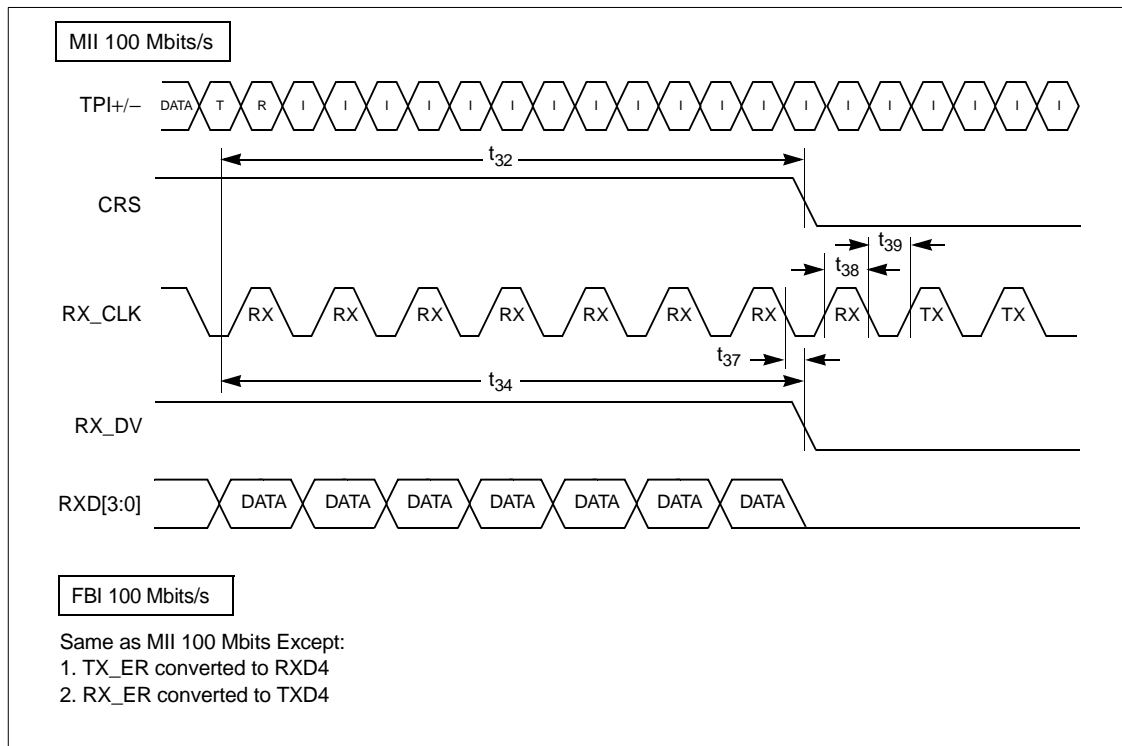 MII 100 Mbits/s
TPI+/− DATA T R I I I I I I I I I I I I I I I I I I I
t32
CRS
t39
t38
RX_CLK RX RX RX RX RX RX RX RX TX TX
t37
t34
RX_DV
RXD[3:0] DATA DATA DATA DATA DATA DATA DATA
FBI 100 Mbits/s
Same as MII 100 Mbits Except:
1. TX_ER converted to RXD4
2. RX_ER converted to TXD4